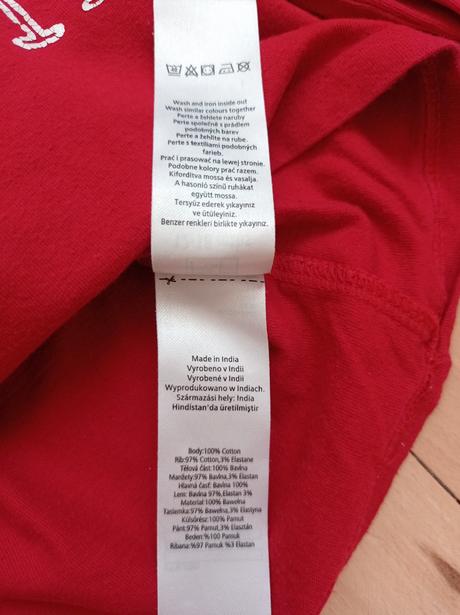 Wash and iron inside out
Wash similar colours together
Perte a žehlete naruby
Perte společně s prádlem
podobných barev
Perte a žehlite na rube.
Perte s textíliami podobných
farieb.
Prać i prasować na lewej stronie.
Podobne kolory prać razem.
Kifordítva mossa és vasalja.
A hasonló színű ruhákat
együtt mossa.
Tersyüz ederek yıkayınız
ve ütüleyiniz.
Benzer renkleri birlikte yıkayınız.
Made in India
Vyrobeno v Indii
Vyrobené v Indii
Wyprodukowano w Indiach.
Származási hely: India
Hindistan'da üretilmiştir
Body:100% Cotton
Rib:97% Cotton,3% Elastane
Tělová část:100% Bavlna
Manžety:97% Bavlna,3% Elastan
Hlavná časť: Bavlna 100%
Lem: Bavlna 97%,Elastan 3%
Materiał:100% Bawełna
Tasiemka:97% Bawełna,3% Elastyna
Külsőrész:100% Pamut
Pánt:97% Pamut,3% Elasztán
Beden:%100 Pamuk
Ribana:%97 Pamuk %3 Elastan